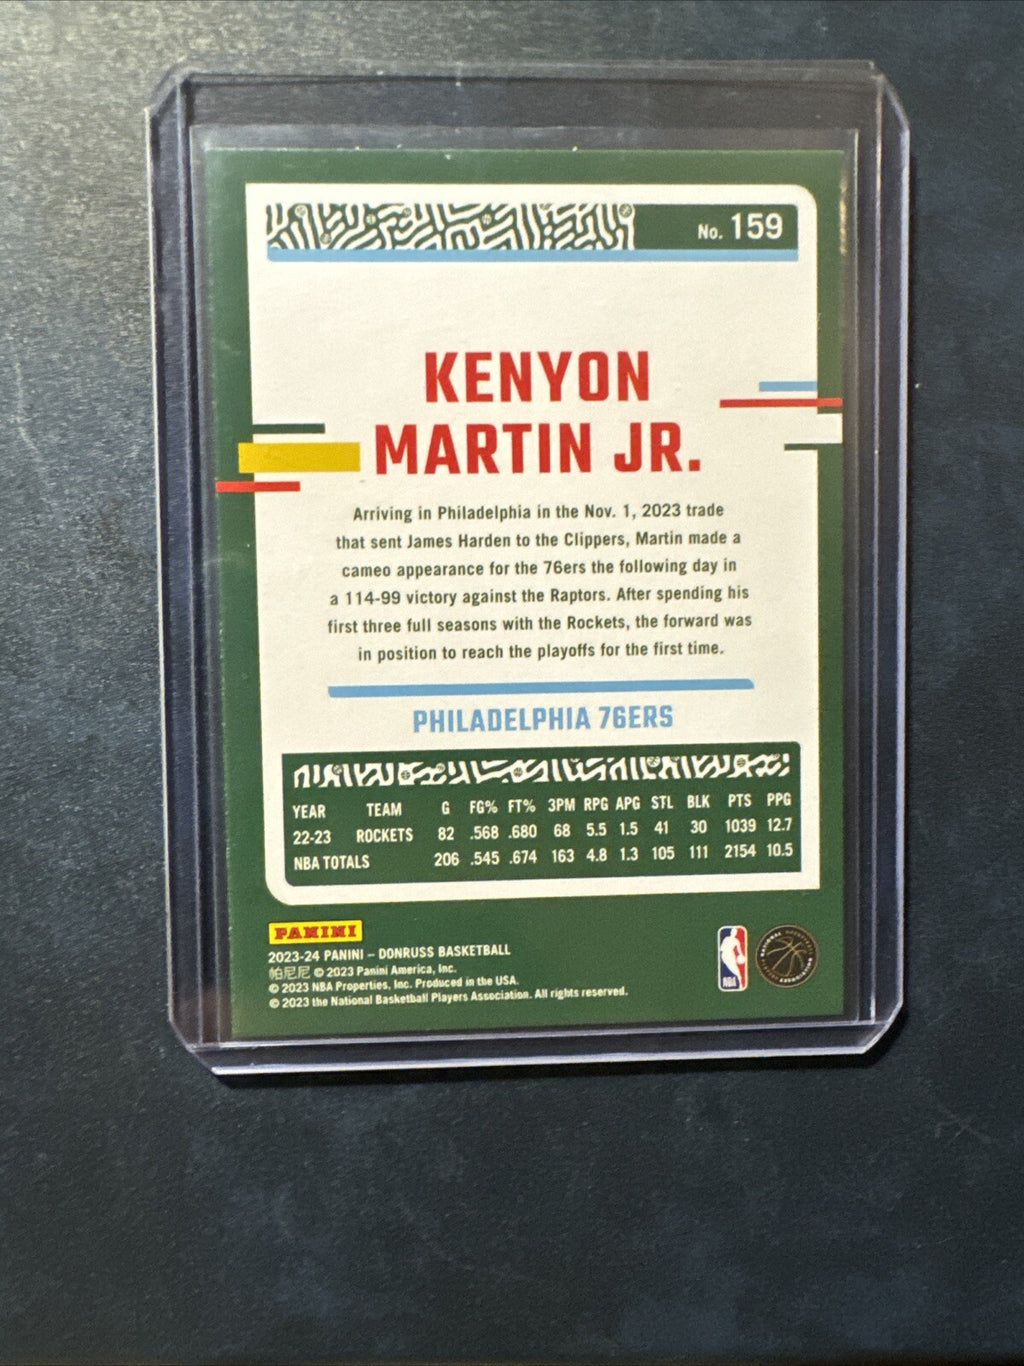 No. 159
KENYON
MARTIN JR.
Arriving in Philadelphia in the Nov. 1, 2023 trade
that sent James Harden to the Clippers, Martin made a
cameo appearance for the 76ers the following day in
a 114-99 victory against the Raptors. After spending his
first three full seasons with the Rockets, the forward was
in position to reach the playoffs for the first time.
PHILADELPHIA 76ERS
YEAR TEAM G FG% FT% 3PM RPG APG STL BLK PTS PPG
22-23 ROCKETS 82 .568 .680 68 5.5 1.5 41 30 1039 12.7
NBA TOTALS 206 .545 .674 163 4.8 1.3 105 111 2154 10.5
PANINI
2023-24 PANINI – DONRUSS BASKETBALL
帕尼尼 © 2023 Panini America, Inc.
© 2023 NBA Properties, Inc. Produced in the USA.
© 2023 the National Basketball Players Association. All rights reserved.
NBA
NATIONAL BASKETBALL PLAYERS ASSOCIATION